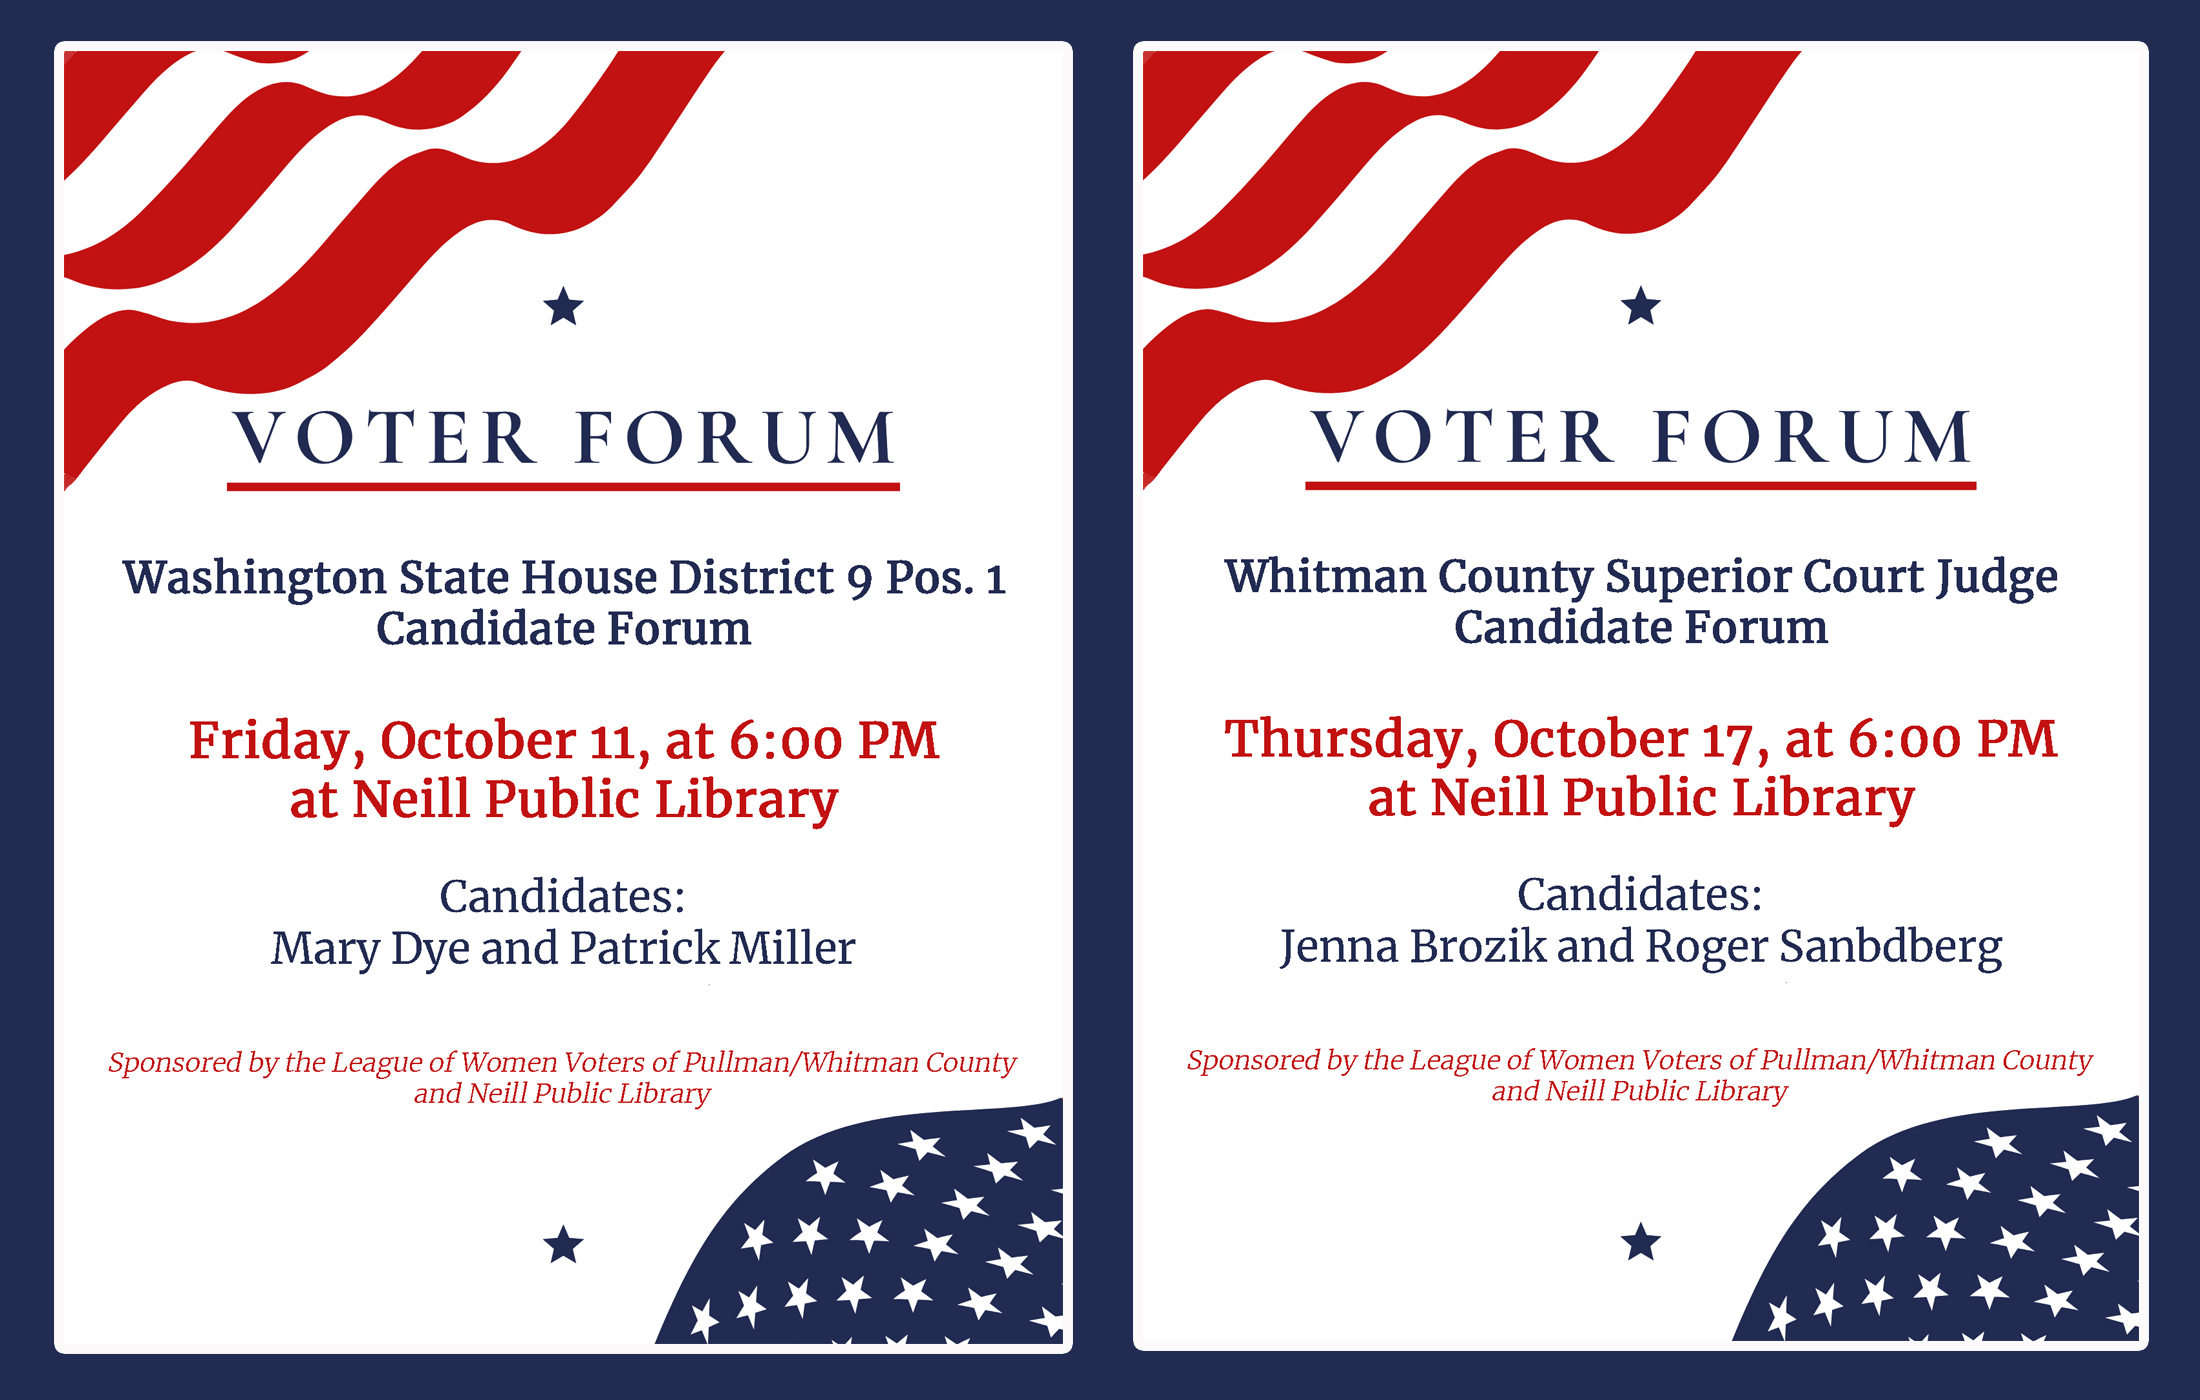 VOTER FORUM
Washington State House District 9 Pos. 1
Candidate Forum
Friday, October 11, at 6:00 PM
at Neill Public Library
Candidates:
Mary Dye and Patrick Miller
Sponsored by the League of Women Voters of Pullman/Whitman County
and Neill Public Library
VOTER FORUM
Whitman County Superior Court Judge
Candidate Forum
Thursday, October 17, at 6:00 PM
at Neill Public Library
Candidates:
Jenna Brozik and Roger Sanbdberg
Sponsored by the League of Women Voters of Pullman/Whitman County
and Neill Public Library